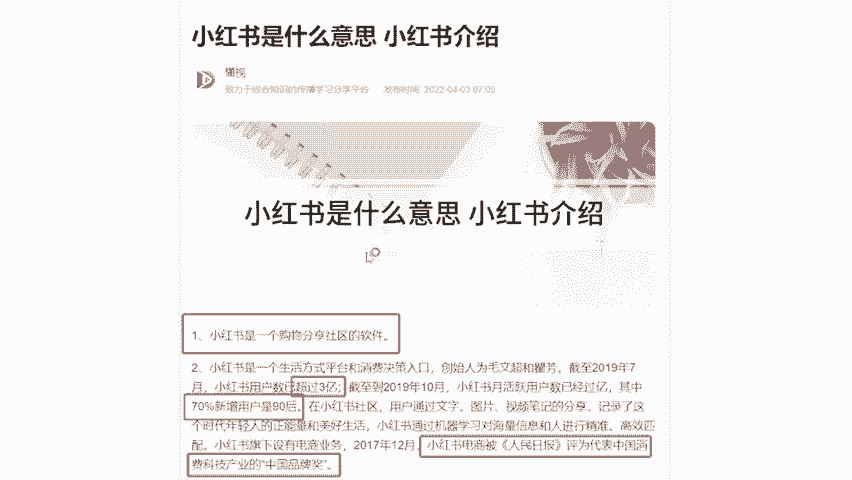 小红书是什么意思 小红书介绍
懂视
致力于综合知识的传播学习分享平台 发布时间: 2022-04-03 07:09
小红书是什么意思 小红书介绍
1、小红书是一个购物分享社区的软件。
2、小红书是一个生活方式平台和消费决策入口，创始人为毛文超和瞿芳。截至2019年7
月，小红书用户数已超过3亿；截至到2019年10月，小红书月活跃用户数已经过亿，其中
70%新增用户是90后。在小红书社区，用户通过文字、图片、视频笔记的分享，记录了这
个时代年轻人的正能量和美好生活，小红书通过机器学习对海量信息和人进行精准、高效匹
配。小红书旗下设有电商业务，2017年12月，小红书电商被《人民日报》评为代表中国消
费科技产业的“中国品牌奖”。